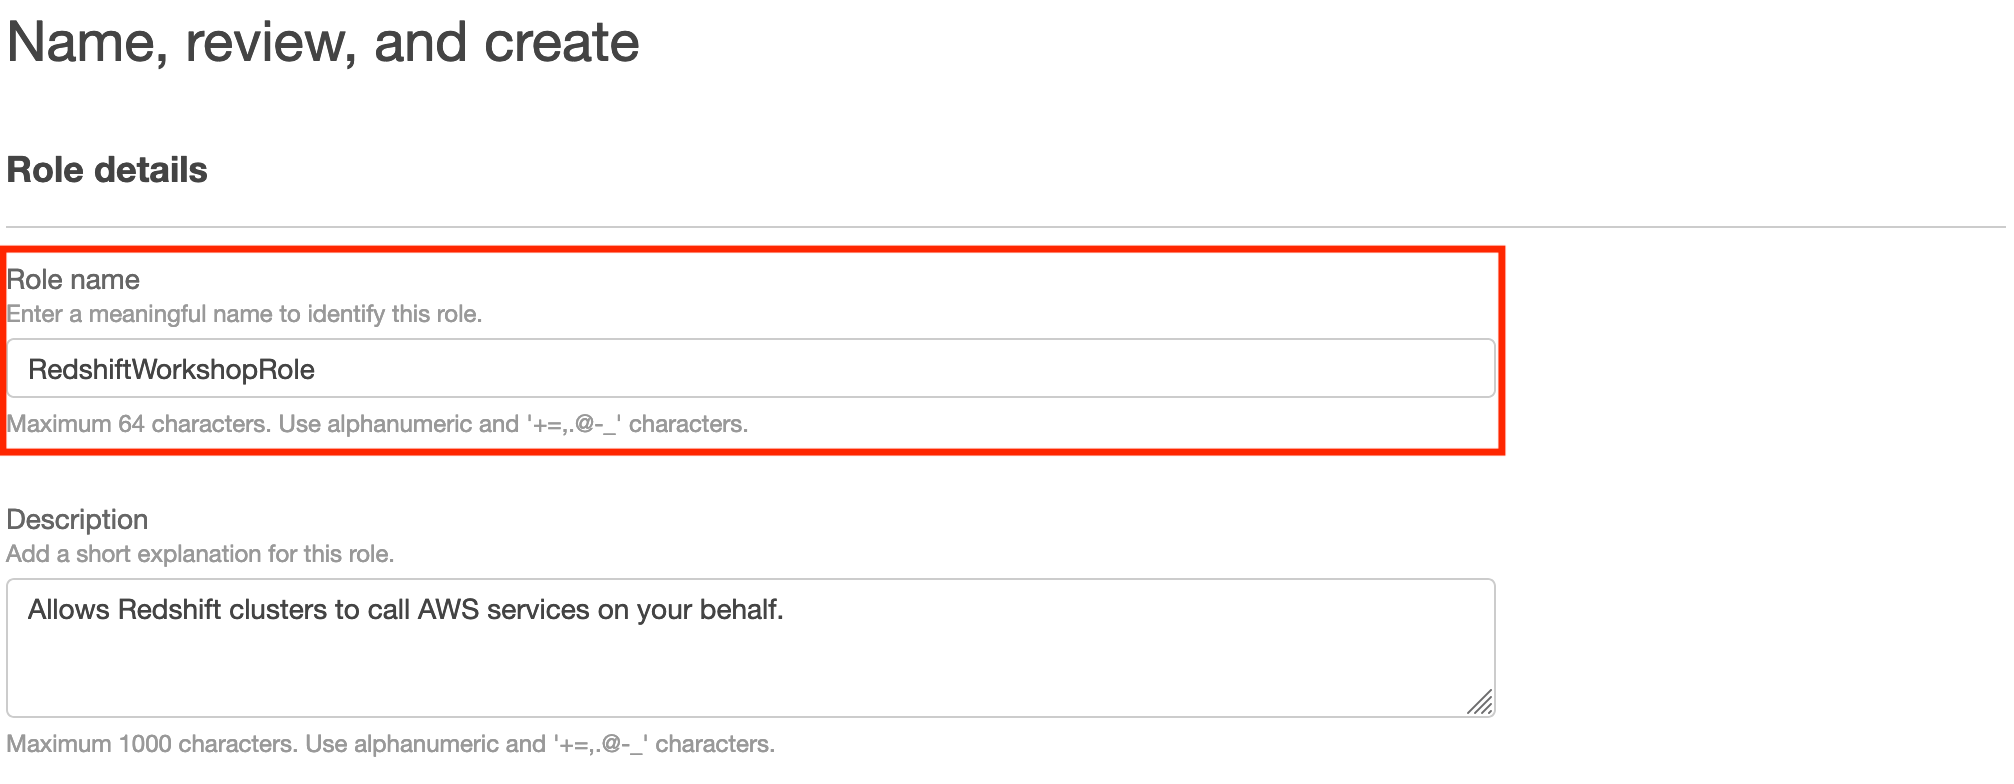 Name, review, and create
Role details
Role name
Enter a meaningful name to identify this role.
RedshiftWorkshopRole
Maximum 64 characters. Use alphanumeric and '+=,.@-_' characters.
Description
Add a short explanation for this role.
Allows Redshift clusters to call AWS services on your behalf.
Maximum 1000 characters. Use alphanumeric and '+=,.@-_' characters.